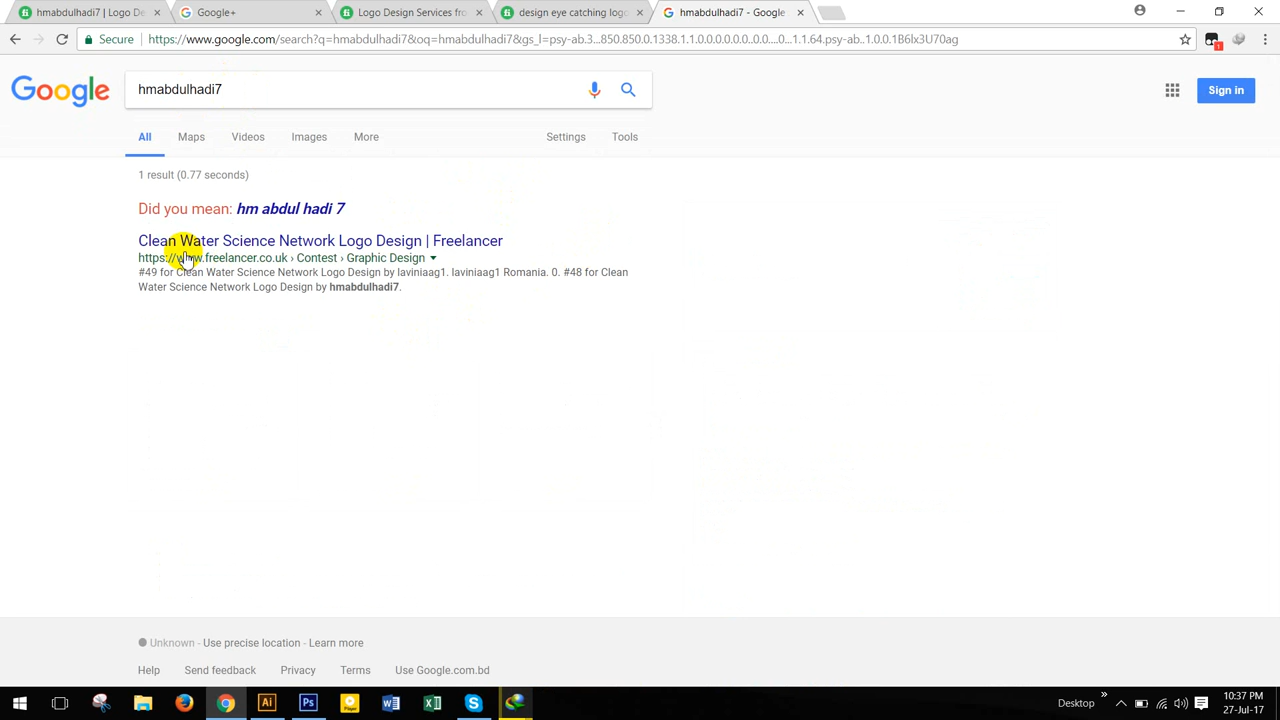 hmabdulhadi7 | Logo De
Google+
Logo Design Services fro
design eye catching logo
hmabdulhadi7 - Google
Secure
https://www.google.com/search?q=hmabdulhadi7&oq=hmabdulhadi7&gs_l=psy-ab.3...850.850.0.1338.1.1.0.0.0.0.0.0..0.0....0...1.1.64.psy-ab..1.0.0.1B6lx3U70ag
Google
hmabdulhadi7
Sign in
All
Maps
Videos
Images
More
Settings
Tools
1 result (0.77 seconds)
Did you mean: hm abdul hadi 7
Clean Water Science Network Logo Design | Freelancer
https://www.freelancer.co.uk › Contest › Graphic Design
#49 for Clean Water Science Network Logo Design by laviniaag1. laviniaag1 Romania. 0. #48 for Clean
Water Science Network Logo Design by hmabdulhadi7.
Unknown - Use precise location - Learn more
Help
Send feedback
Privacy
Terms
Use Google.com.bd
Ai
Ps
Player
Desktop
10:37 PM
27-Jul-17